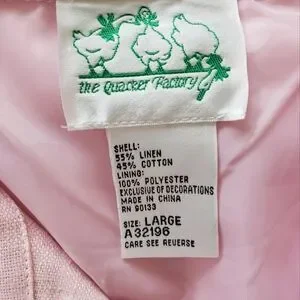 the Quacker Factory
SHELL:
55% LINEN
45% COTTON
LINING:
100% POLYESTER
EXCLUSIVE OF DECORATIONS
MADE IN CHINA
RN 90133
SIZE: LARGE
A32196
CARE SEE REVERSE